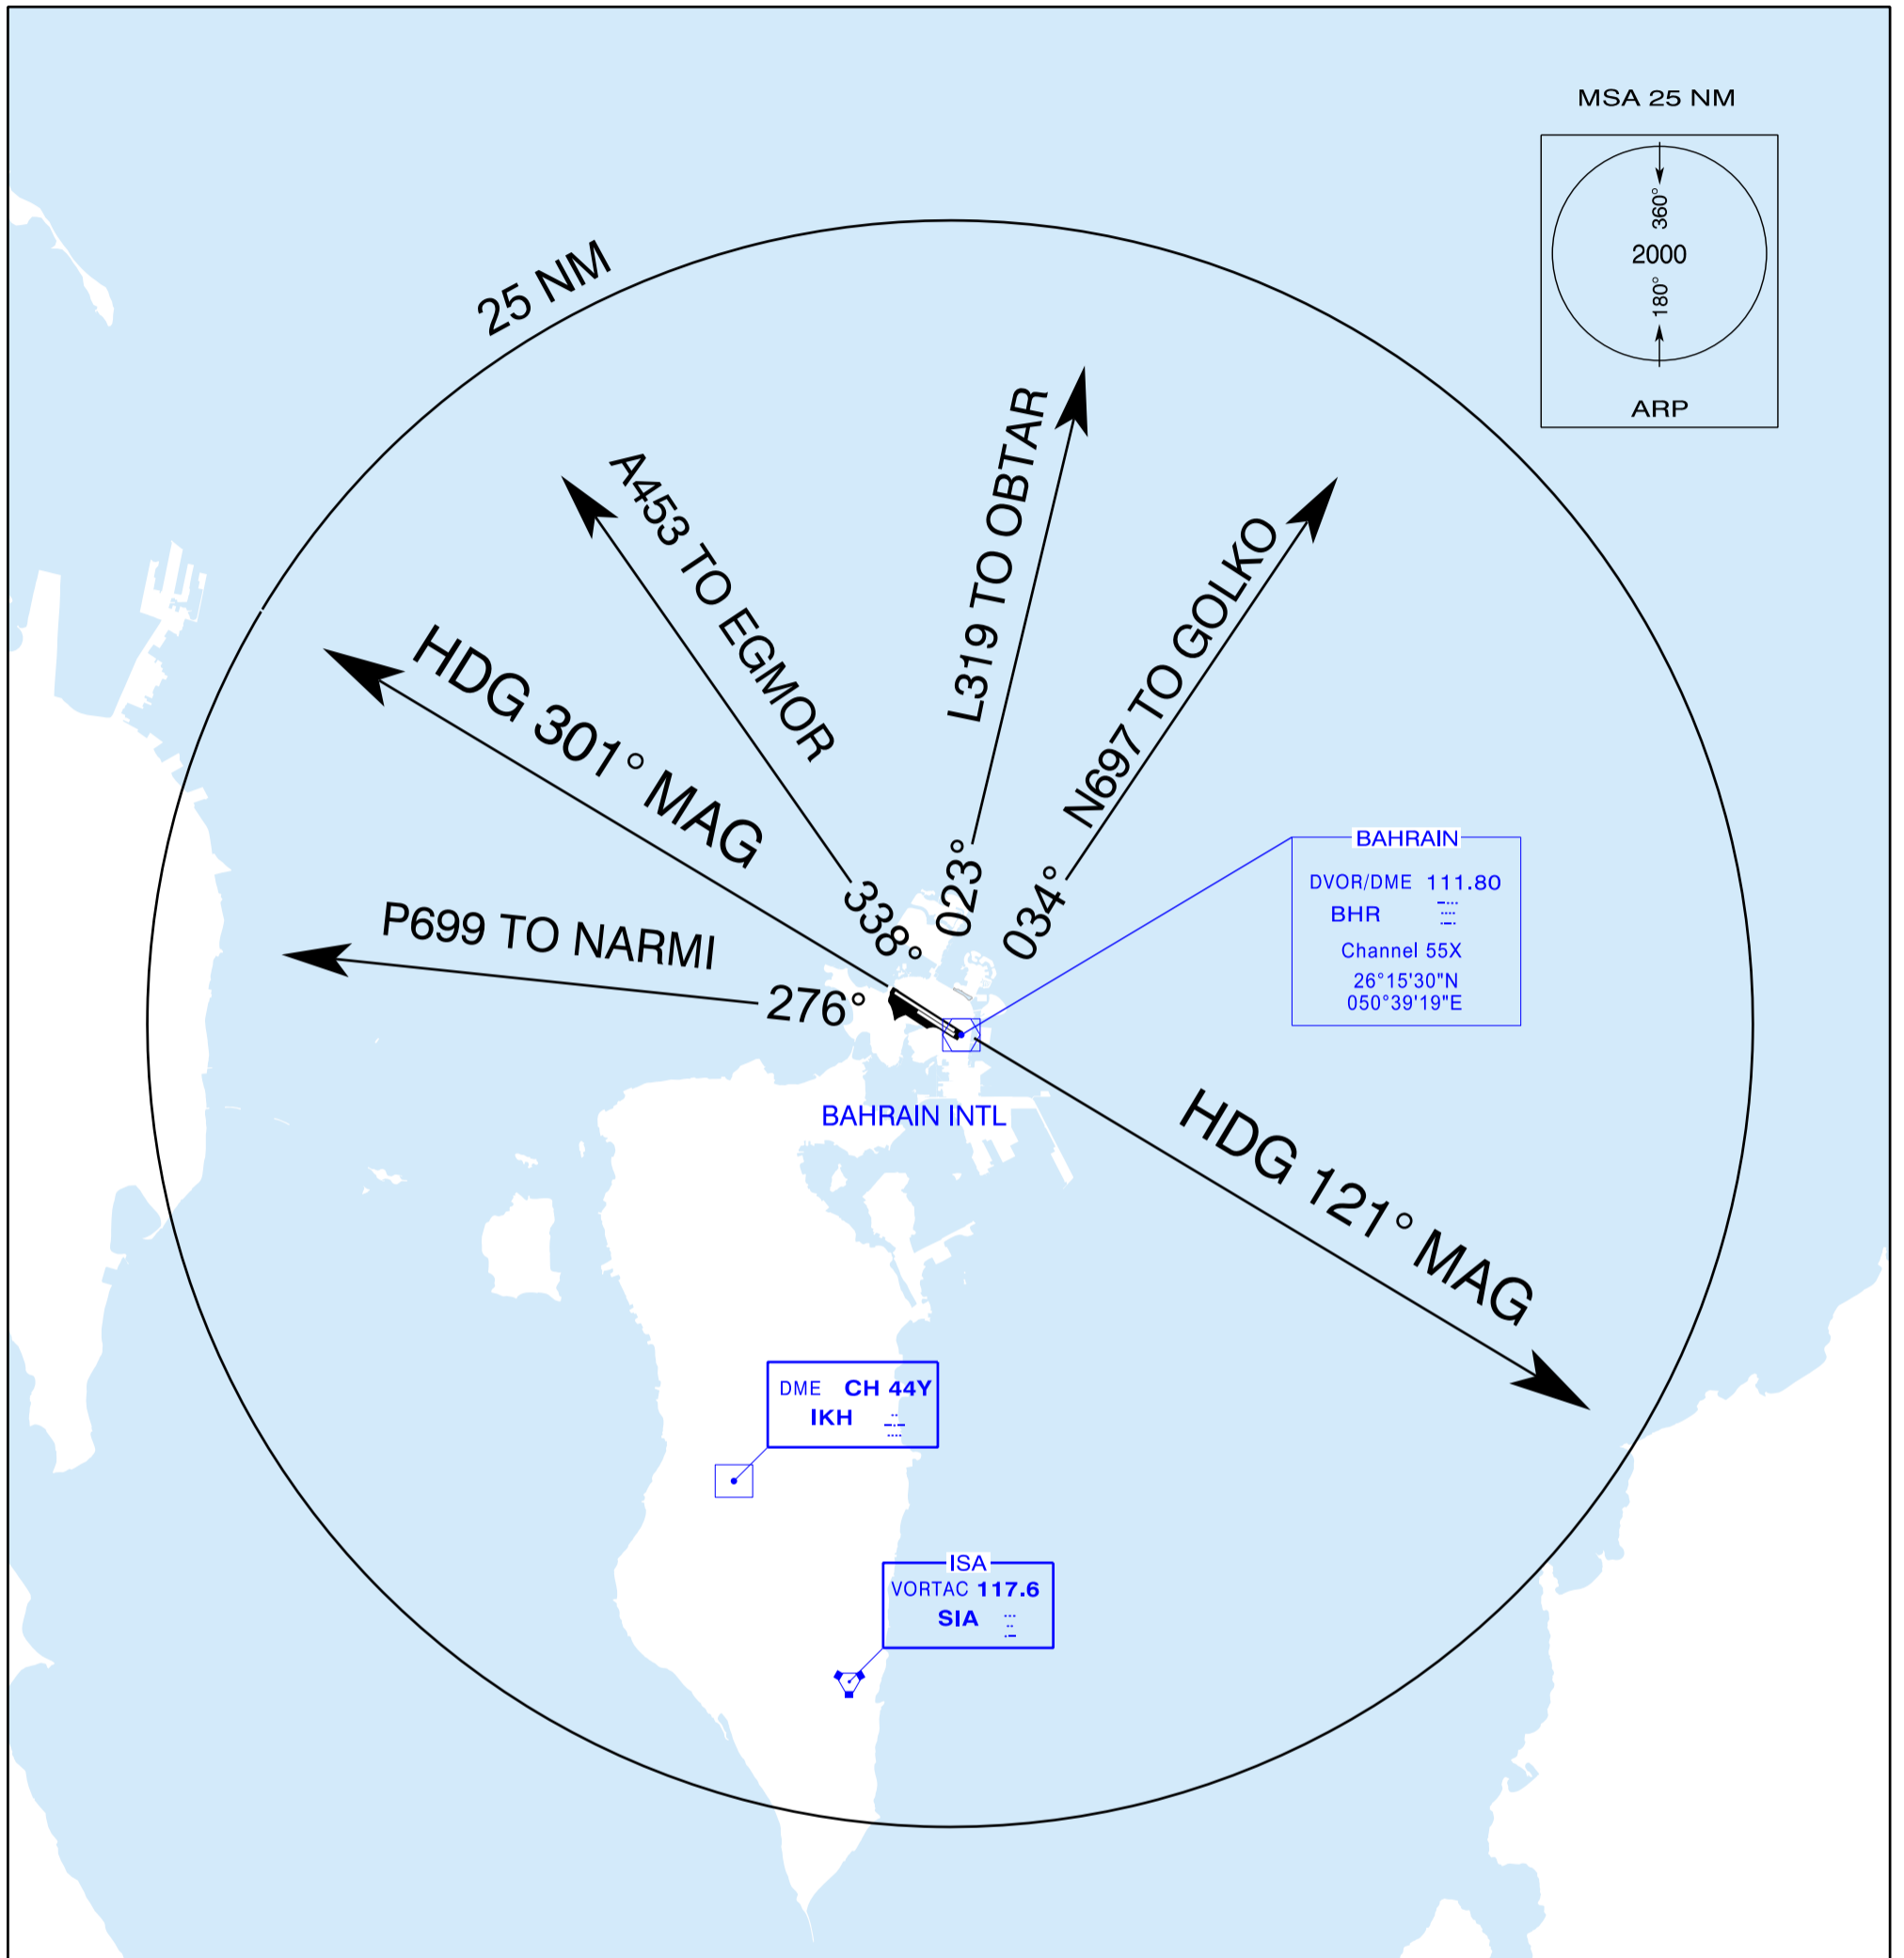 MSA 25 NM
360°
2000
180°
ARP
25 NM
A453 TO EGMOR
338°
L319 TO OBTAR
023°
N697 TO GOLKO
034°
HDG 301° MAG
P699 TO NARMI
276°
BAHRAIN
DVOR/DME 111.80
BHR
Channel 55X
26°15'30"N
050°39'19"E
BAHRAIN INTL
HDG 121° MAG
DME CH 44Y
IKH
ISA
VORTAC 117.6
SIA